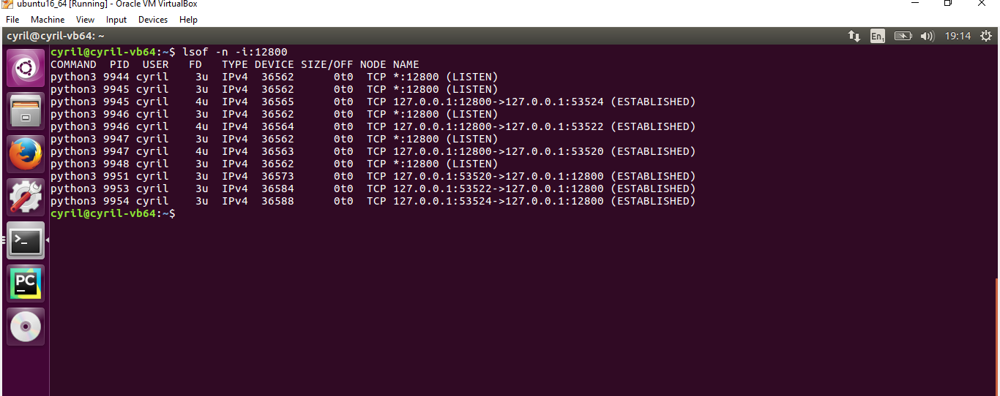 ubuntu16_64 [Running] - Oracle VM VirtualBox
File Machine View Input Devices Help
cyril@cyril-vb64: ~ En1 19:14
cyril@cyril-vb64:~$ lsof -n -i:12800
COMMAND  PID  USER   FD   TYPE DEVICE SIZE/OFF NODE NAME
python3 9944 cyril    3u  IPv4  36562      0t0  TCP *:12800 (LISTEN)
python3 9945 cyril    3u  IPv4  36562      0t0  TCP *:12800 (LISTEN)
python3 9945 cyril    4u  IPv4  36565      0t0  TCP 127.0.0.1:12800->127.0.0.1:53524 (ESTABLISHED)
python3 9946 cyril    3u  IPv4  36562      0t0  TCP *:12800 (LISTEN)
python3 9946 cyril    4u  IPv4  36564      0t0  TCP 127.0.0.1:12800->127.0.0.1:53522 (ESTABLISHED)
python3 9947 cyril    3u  IPv4  36562      0t0  TCP *:12800 (LISTEN)
python3 9947 cyril    4u  IPv4  36563      0t0  TCP 127.0.0.1:12800->127.0.0.1:53520 (ESTABLISHED)
python3 9948 cyril    3u  IPv4  36562      0t0  TCP *:12800 (LISTEN)
python3 9951 cyril    3u  IPv4  36573      0t0  TCP 127.0.0.1:53520->127.0.0.1:12800 (ESTABLISHED)
python3 9953 cyril    3u  IPv4  36584      0t0  TCP 127.0.0.1:53522->127.0.0.1:12800 (ESTABLISHED)
python3 9954 cyril    3u  IPv4  36588      0t0  TCP 127.0.0.1:53524->127.0.0.1:12800 (ESTABLISHED)
cyril@cyril-vb64:~$
>_
PC